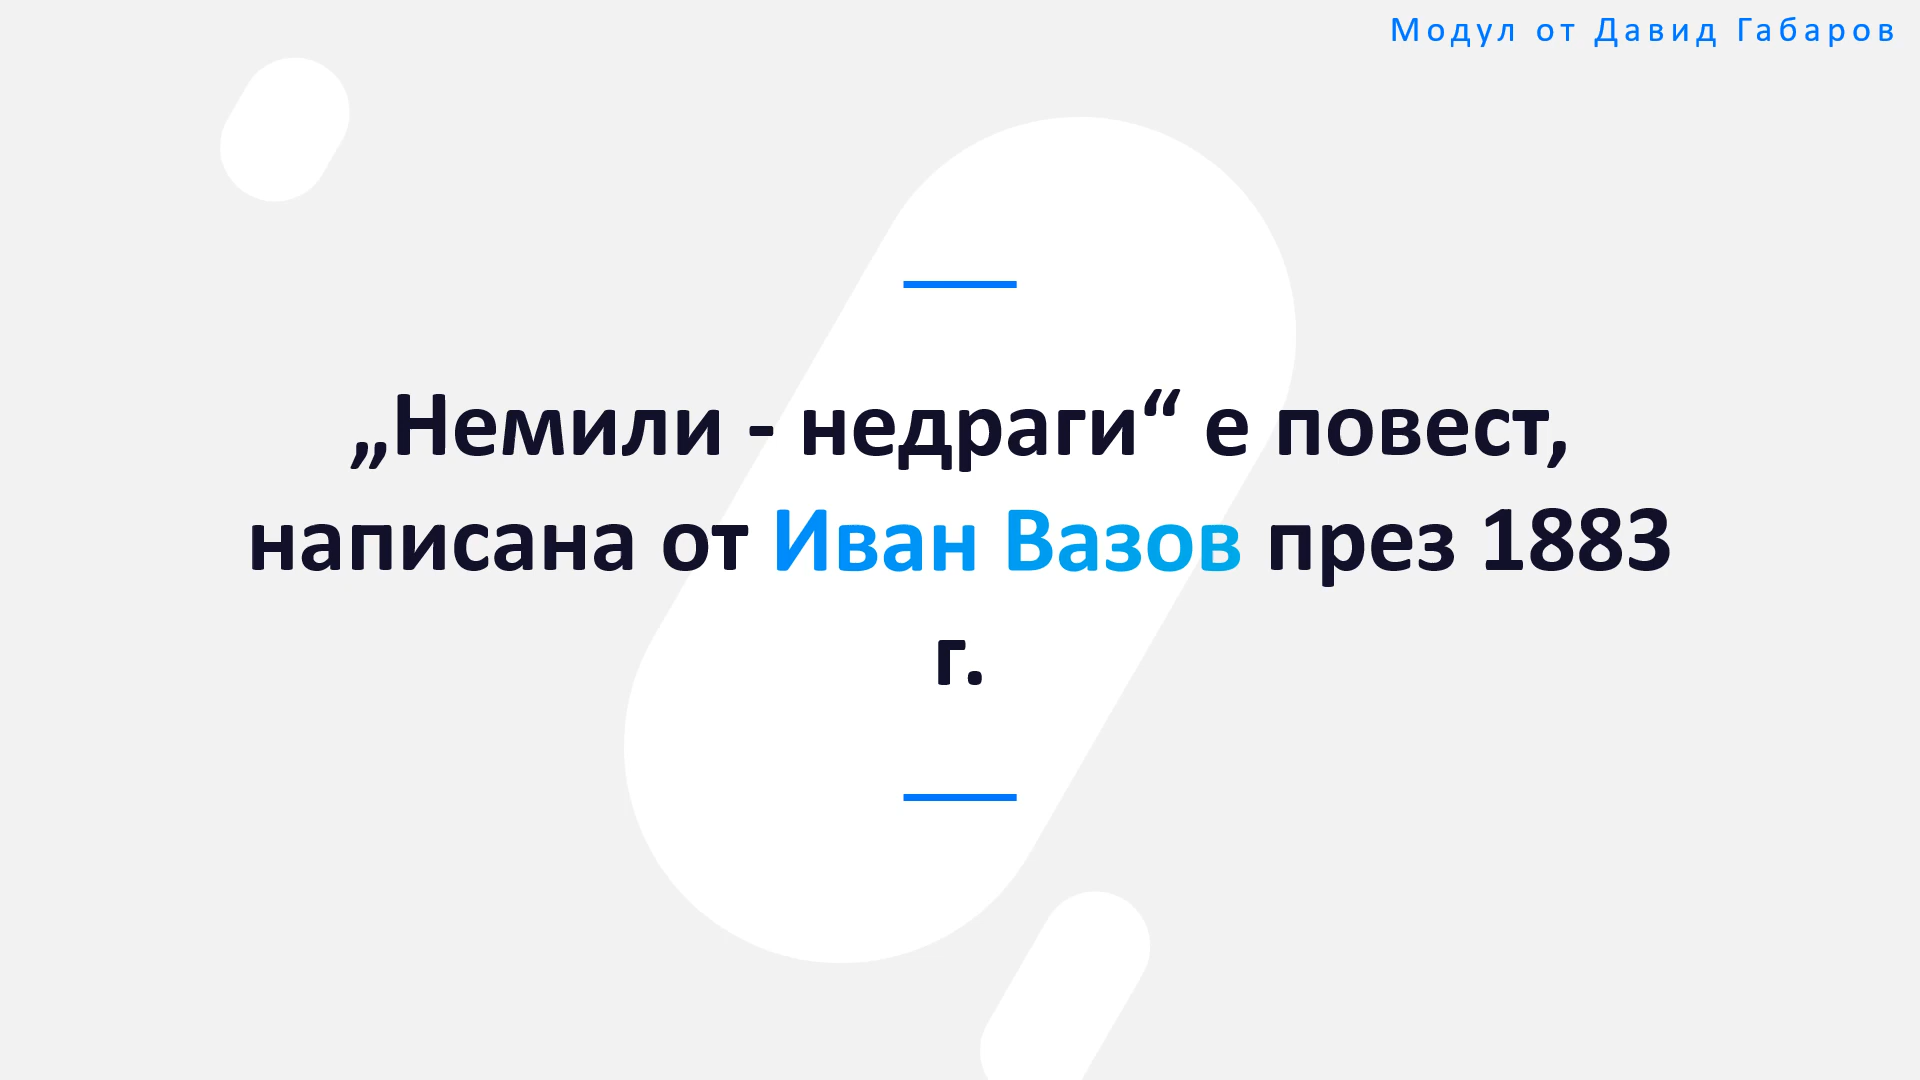 Модул от Давид Габаров
„Немили - недраги“ е повест,
написана от Иван Вазов през 1883
г.